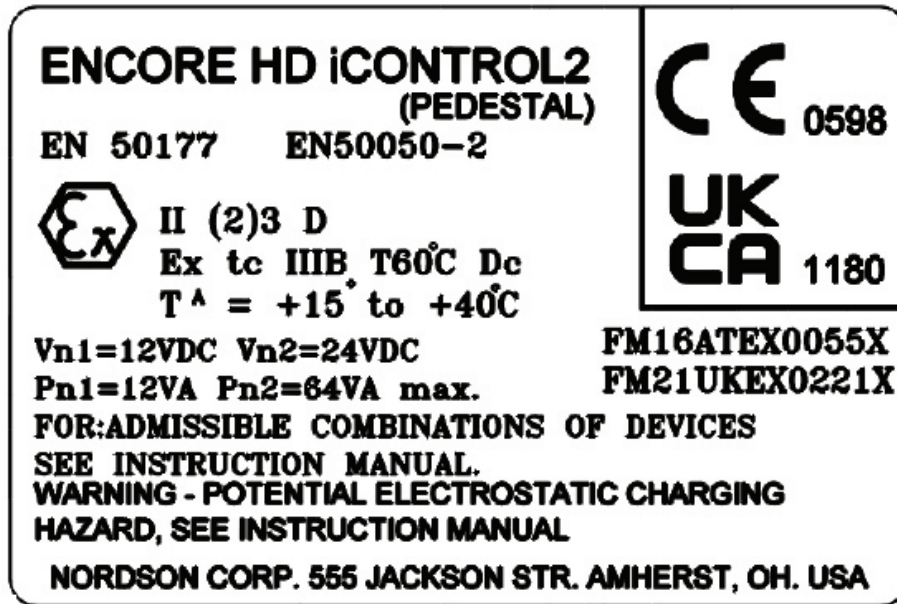 ENCORE HD iCONTROL2
(PEDESTAL)
EN 50177 EN50050-2
Ex II (2)3 D
Ex tc IIIB T60°C Dc
Tᴬ = +15° to +40°C
CE 0598
UK
CA 1180
Vn1=12VDC Vn2=24VDC
Pn1=12VA Pn2=64VA max.
FM16ATEX0055X
FM21UKEX0221X
FOR:ADMISSIBLE COMBINATIONS OF DEVICES
SEE INSTRUCTION MANUAL.
WARNING - POTENTIAL ELECTROSTATIC CHARGING
HAZARD, SEE INSTRUCTION MANUAL
NORDSON CORP. 555 JACKSON STR. AMHERST, OH. USA